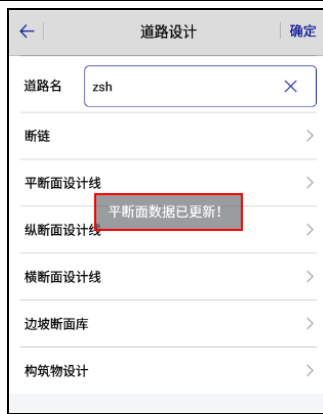 道路设计 确定
道路名 zsh
断链
平断面设计线
平断面数据已更新!
纵断面设计线
横断面设计线
边坡断面库
构筑物设计